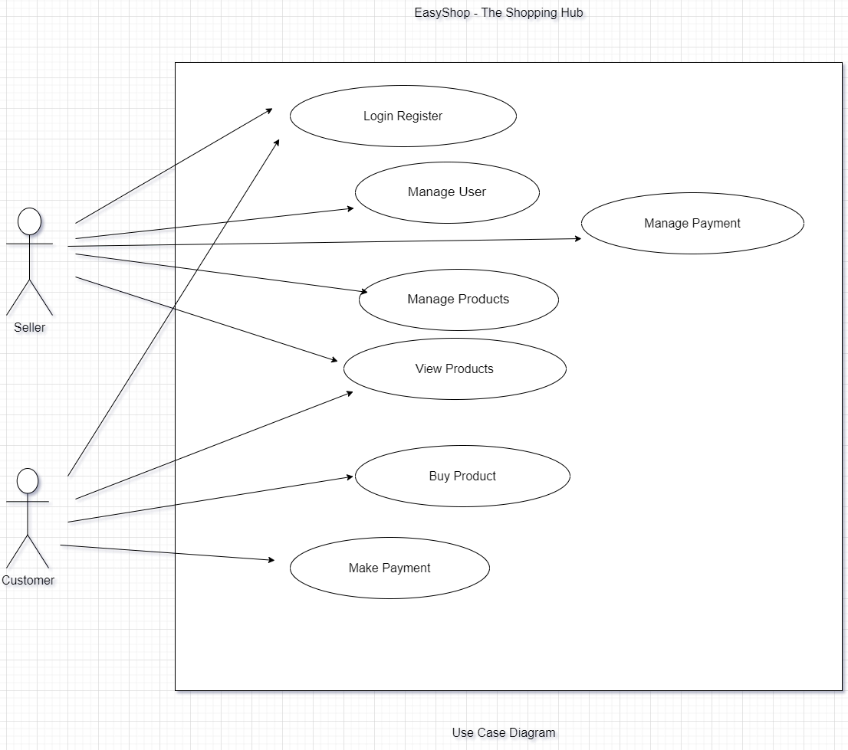 EasyShop - The Shopping Hub
Login Register
Manage User
Manage Payment
Manage Products
Seller
View Products
Buy Product
Make Payment
Customer
Use Case Diagram